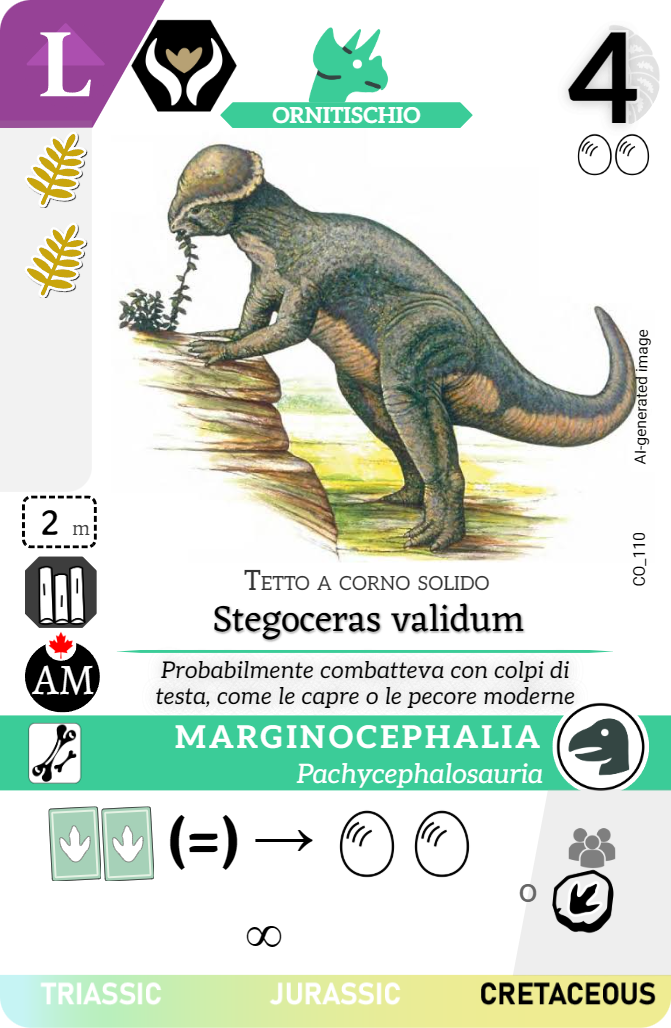 L
ORNITISCHIO
4
AI-generated image
2 m
CO_110
TETTO A CORNO SOLIDO
Stegoceras validum
AM
Probabilmente combatteva con colpi di
testa, come le capre o le pecore moderne
MARGINOCEPHALIA
Pachycephalosauria
(=) →
O
∞
TRIASSIC JURASSIC CRETACEOUS